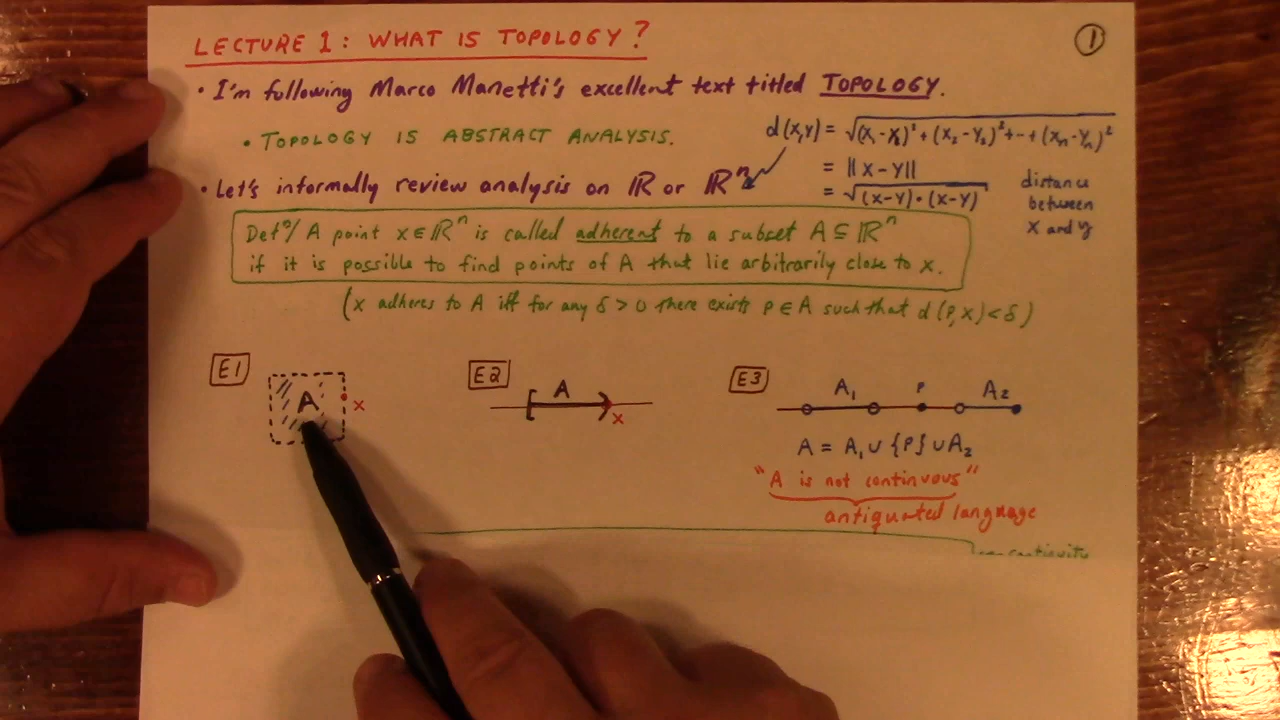 LECTURE 1: WHAT IS TOPOLOGY?
①
• I'm following Marco Manetti's excellent text titled TOPOLOGY.
• TOPOLOGY IS ABSTRACT ANALYSIS.
d(x,y) = √(x₁-y₁)² + (x₂-y₂)² + ··· + (xₙ-yₙ)²
= ||x-y||
= √(x-y)•(x-y)
distance
between
x and y
• Let's informally review analysis on ℝ or ℝⁿ
Defⁿ/ A point x ∈ ℝⁿ is called adherent to a subset A ⊆ ℝⁿ
if it is possible to find points of A that lie arbitrarily close to x.
(x adheres to A iff for any δ > 0 there exists p ∈ A such that d(p,x) < δ)
E1
A
x
E2
A
x
E3
A₁ P A₂
A = A₁ ∪ {P} ∪ A₂
"A is not continuous"
antiquated language